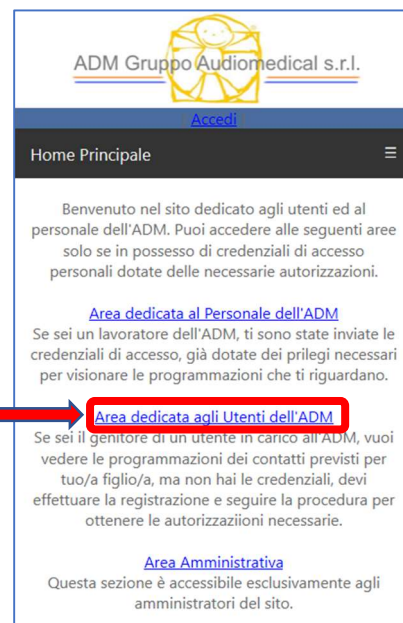 ADM Gruppo Audiomedical s.r.l.
Accedi
Home Principale
Benvenuto nel sito dedicato agli utenti ed al
personale dell'ADM. Puoi accedere alle seguenti aree
solo se in possesso di credenziali di accesso
personali dotate delle necessarie autorizzazioni.
Area dedicata al Personale dell'ADM
Se sei un lavoratore dell'ADM, ti sono state inviate le
credenziali di accesso, già dotate dei prilegi necessari
per visionare le programmazioni che ti riguardano.
Area dedicata agli Utenti dell'ADM
Se sei il genitore di un utente in carico all'ADM, vuoi
vedere le programmazioni dei contatti previsti per
tuo/a figlio/a, ma non hai le credenziali, devi
effettuare la registrazione e seguire la procedura per
ottenere le autorizzaziioni necessarie.
Area Amministrativa
Questa sezione è accessibile esclusivamente agli
amministratori del sito.